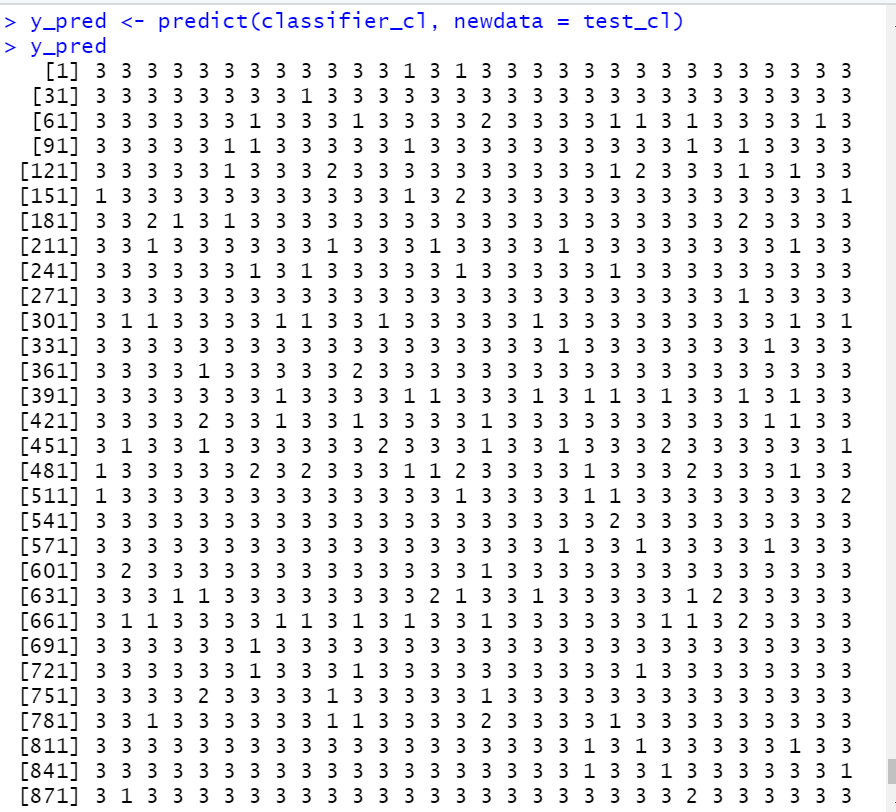 > y_pred <- predict(classifier_cl, newdata = test_cl)
> y_pred
[1] 3 3 3 3 3 3 3 3 3 3 3 3 1 3 1 3 3 3 3 3 3 3 3 3 3 3 3 3 3 3
[31] 3 3 3 3 3 3 3 3 1 3 3 3 3 3 3 3 3 3 3 3 3 3 3 3 3 3 3 3 3 3
[61] 3 3 3 3 3 3 1 3 3 3 1 3 3 3 3 2 3 3 3 3 1 1 3 1 3 3 3 3 1 3
[91] 3 3 3 3 3 1 1 3 3 3 3 3 1 3 3 3 3 3 3 3 3 3 3 1 3 1 3 3 3 3
[121] 3 3 3 3 3 1 3 3 3 2 3 3 3 3 3 3 3 3 3 3 1 2 3 3 3 1 3 1 3 3
[151] 1 3 3 3 3 3 3 3 3 3 3 3 1 3 2 3 3 3 3 3 3 3 3 3 3 3 3 3 3 1
[181] 3 3 2 1 3 1 3 3 3 3 3 3 3 3 3 3 3 3 3 3 3 3 3 3 3 2 3 3 3 3
[211] 3 3 1 3 3 3 3 3 3 1 3 3 3 1 3 3 3 3 1 3 3 3 3 3 3 3 3 1 3 3
[241] 3 3 3 3 3 3 1 3 1 3 3 3 3 3 1 3 3 3 3 3 1 3 3 3 3 3 3 3 3 3
[271] 3 3 3 3 3 3 3 3 3 3 3 3 3 3 3 3 3 3 3 3 3 3 3 3 3 1 3 3 3 3
[301] 3 1 1 3 3 3 3 1 1 3 3 1 3 3 3 3 3 1 3 3 3 3 3 3 3 3 3 1 3 1
[331] 3 3 3 3 3 3 3 3 3 3 3 3 3 3 3 3 3 3 1 3 3 3 3 3 3 3 1 3 3 3
[361] 3 3 3 3 1 3 3 3 3 3 2 3 3 3 3 3 3 3 3 3 3 3 3 3 3 3 3 3 3 3
[391] 3 3 3 3 3 3 3 1 3 3 3 3 1 1 3 3 3 1 3 1 1 3 1 3 3 1 3 1 3 3
[421] 3 3 3 3 2 3 3 1 3 3 1 3 3 3 3 1 3 3 3 3 3 3 3 3 3 3 1 1 3 3
[451] 3 1 3 3 1 3 3 3 3 3 3 2 3 3 3 1 3 3 1 3 3 3 2 3 3 3 3 3 3 1
[481] 1 3 3 3 3 3 2 3 2 3 3 3 1 1 2 3 3 3 3 1 3 3 3 2 3 3 3 1 3 3
[511] 1 3 3 3 3 3 3 3 3 3 3 3 3 3 1 3 3 3 3 1 1 3 3 3 3 3 3 3 3 2
[541] 3 3 3 3 3 3 3 3 3 3 3 3 3 3 3 3 3 3 3 3 2 3 3 3 3 3 3 3 3 3
[571] 3 3 3 3 3 3 3 3 3 3 3 3 3 3 3 3 3 3 1 3 3 1 3 3 3 3 1 3 3 3
[601] 3 2 3 3 3 3 3 3 3 3 3 3 3 3 3 1 3 3 3 3 3 3 3 3 3 3 3 3 3 3
[631] 3 3 3 1 1 3 3 3 3 3 3 3 3 2 1 3 3 1 3 3 3 3 3 1 2 3 3 3 3 3
[661] 3 1 1 3 3 3 3 1 1 3 1 3 1 3 3 1 3 3 3 3 3 3 1 1 3 2 3 3 3 3
[691] 3 3 3 3 3 3 1 3 3 3 3 3 3 3 3 3 3 3 3 3 3 3 3 3 3 3 3 3 3 3
[721] 3 3 3 3 3 3 1 3 3 3 1 3 3 3 3 3 3 3 3 3 3 1 3 3 3 3 3 3 3 3
[751] 3 3 3 3 2 3 3 3 3 1 3 3 3 3 3 1 3 3 3 3 3 3 3 3 3 3 3 3 3 3
[781] 3 3 1 3 3 3 3 3 3 1 1 3 3 3 3 2 3 3 3 3 1 3 3 3 3 3 3 3 3 3
[811] 3 3 3 3 3 3 3 3 3 3 3 3 3 3 3 3 3 3 3 1 3 1 3 3 3 3 3 1 3 3
[841] 3 3 3 3 3 3 3 3 3 3 3 3 3 3 3 3 3 3 3 1 3 3 1 3 3 3 3 3 3 1
[871] 3 1 3 3 3 3 3 3 3 3 3 3 3 3 3 3 3 3 3 3 3 3 3 2 3 3 3 3 3 3